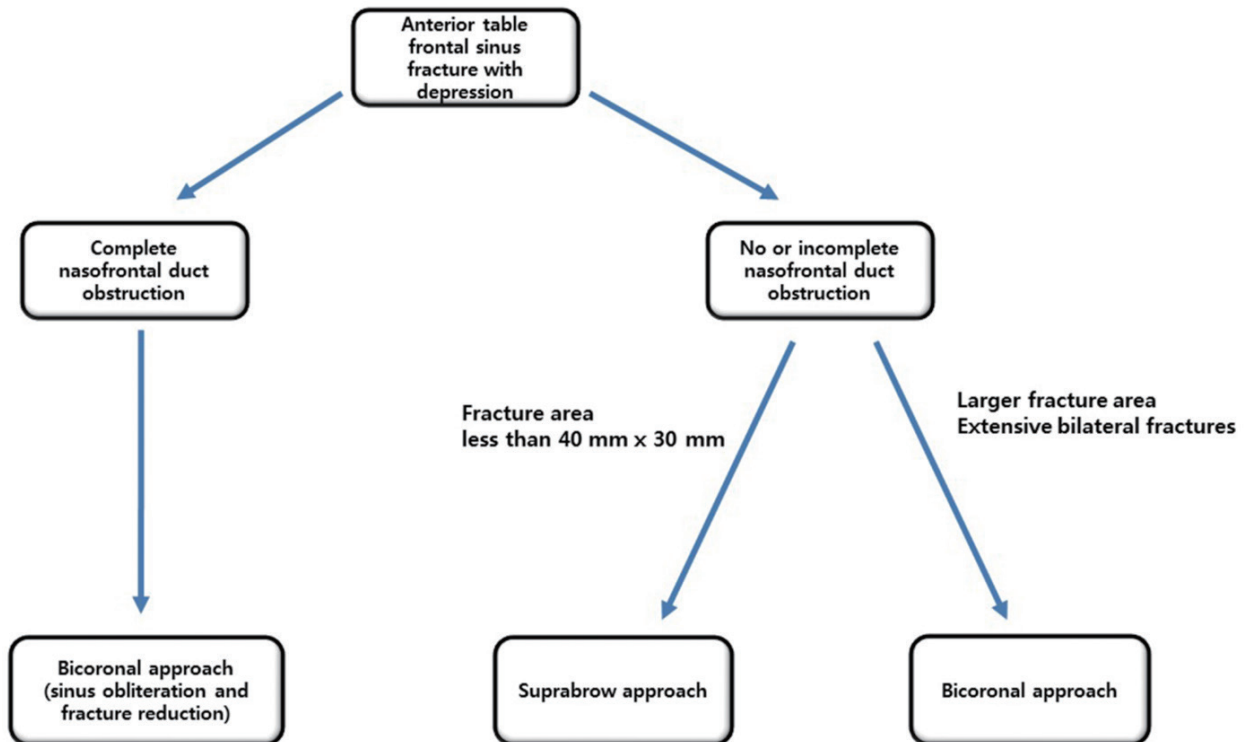 Anterior table
frontal sinus
fracture with
depression
Complete
nasofrontal duct
obstruction
No or incomplete
nasofrontal duct
obstruction
Fracture area
less than 40 mm x 30 mm
Larger fracture area
Extensive bilateral fractures
Bicoronal approach
(sinus obliteration and
fracture reduction)
Suprabrow approach
Bicoronal approach